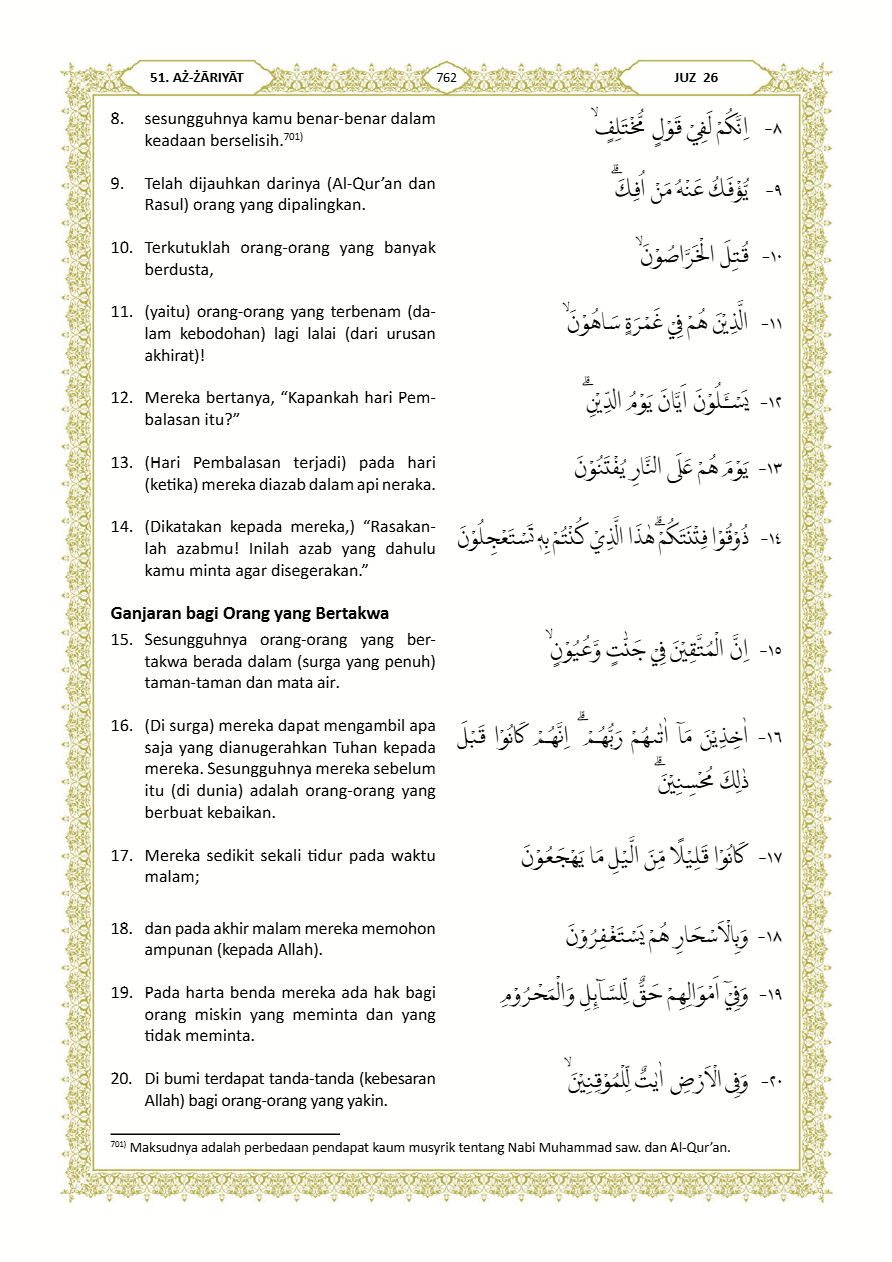 51. AŻ-ŻĀRIYĀT
762
JUZ 26
8. sesungguhnya kamu benar-benar dalam
keadaan berselisih.701)
٨- اِنَّكُمْ لَفِيْ قَوْلٍ مُّخْتَلِفٍۙ
9. Telah dijauhkan darinya (Al-Qur’an dan
Rasul) orang yang dipalingkan.
٩- يُّؤْفَكُ عَنْهُ مَنْ اُفِكَۗ
10. Terkutuklah orang-orang yang banyak
berdusta,
١٠- قُتِلَ الْخَرَّاصُوْنَۙ
11. (yaitu) orang-orang yang terbenam (da-
lam kebodohan) lagi lalai (dari urusan
akhirat)!
١١- الَّذِيْنَ هُمْ فِيْ غَمْرَةٍ سَاهُوْنَۙ
12. Mereka bertanya, “Kapankah hari Pem-
balasan itu?”
١٢- يَسْـَٔلُوْنَ اَيَّانَ يَوْمُ الدِّيْنِۗ
13. (Hari Pembalasan terjadi) pada hari
(ketika) mereka diazab dalam api neraka.
١٣- يَوْمَ هُمْ عَلَى النَّارِ يُفْتَنُوْنَ
14. (Dikatakan kepada mereka,) “Rasakan-
lah azabmu! Inilah azab yang dahulu
kamu minta agar disegerakan.”
١٤- ذُوْقُوْا فِتْنَتَكُمْۗ هٰذَا الَّذِيْ كُنْتُمْ بِهٖ تَسْتَعْجِلُوْنَ
Ganjaran bagi Orang yang Bertakwa
15. Sesungguhnya orang-orang yang ber-
takwa berada dalam (surga yang penuh)
taman-taman dan mata air.
١٥- اِنَّ الْمُتَّقِيْنَ فِيْ جَنّٰتٍ وَّعُيُوْنٍۙ
16. (Di surga) mereka dapat mengambil apa
saja yang dianugerahkan Tuhan kepada
mereka. Sesungguhnya mereka sebelum
itu (di dunia) adalah orang-orang yang
berbuat kebaikan.
١٦- اٰخِذِيْنَ مَآ اٰتٰىهُمْ رَبُّهُمْۗ اِنَّهُمْ كَانُوْا قَبْلَ
ذٰلِكَ مُحْسِنِيْنَۗ
17. Mereka sedikit sekali tidur pada waktu
malam;
١٧- كَانُوْا قَلِيْلًا مِّنَ الَّيْلِ مَا يَهْجَعُوْنَ
18. dan pada akhir malam mereka memohon
ampunan (kepada Allah).
١٨- وَبِالْاَسْحَارِ هُمْ يَسْتَغْفِرُوْنَ
19. Pada harta benda mereka ada hak bagi
orang miskin yang meminta dan yang
tidak meminta.
١٩- وَفِيْٓ اَمْوَالِهِمْ حَقٌّ لِّلسَّاۤىِٕلِ وَالْمَحْرُوْمِ
20. Di bumi terdapat tanda-tanda (kebesaran
Allah) bagi orang-orang yang yakin.
٢٠- وَفِى الْاَرْضِ اٰيٰتٌ لِّلْمُوْقِنِيْنَۙ
701) Maksudnya adalah perbedaan pendapat kaum musyrik tentang Nabi Muhammad saw. dan Al-Qur’an.